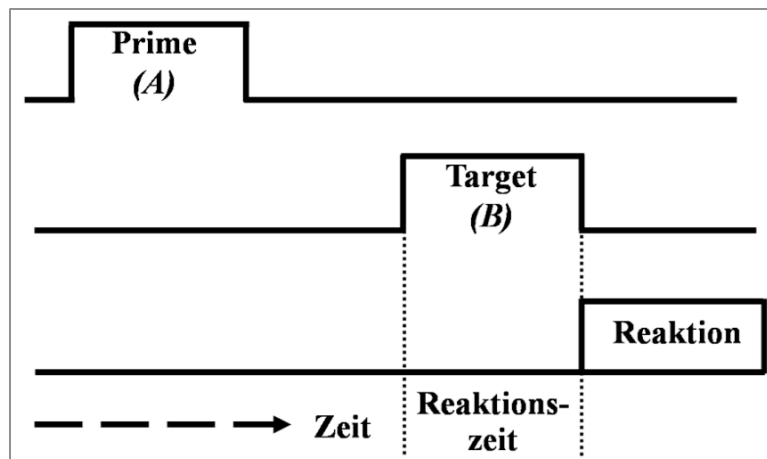 Prime
(A)
Target
(B)
Reaktion
Zeit
Reaktions-
zeit